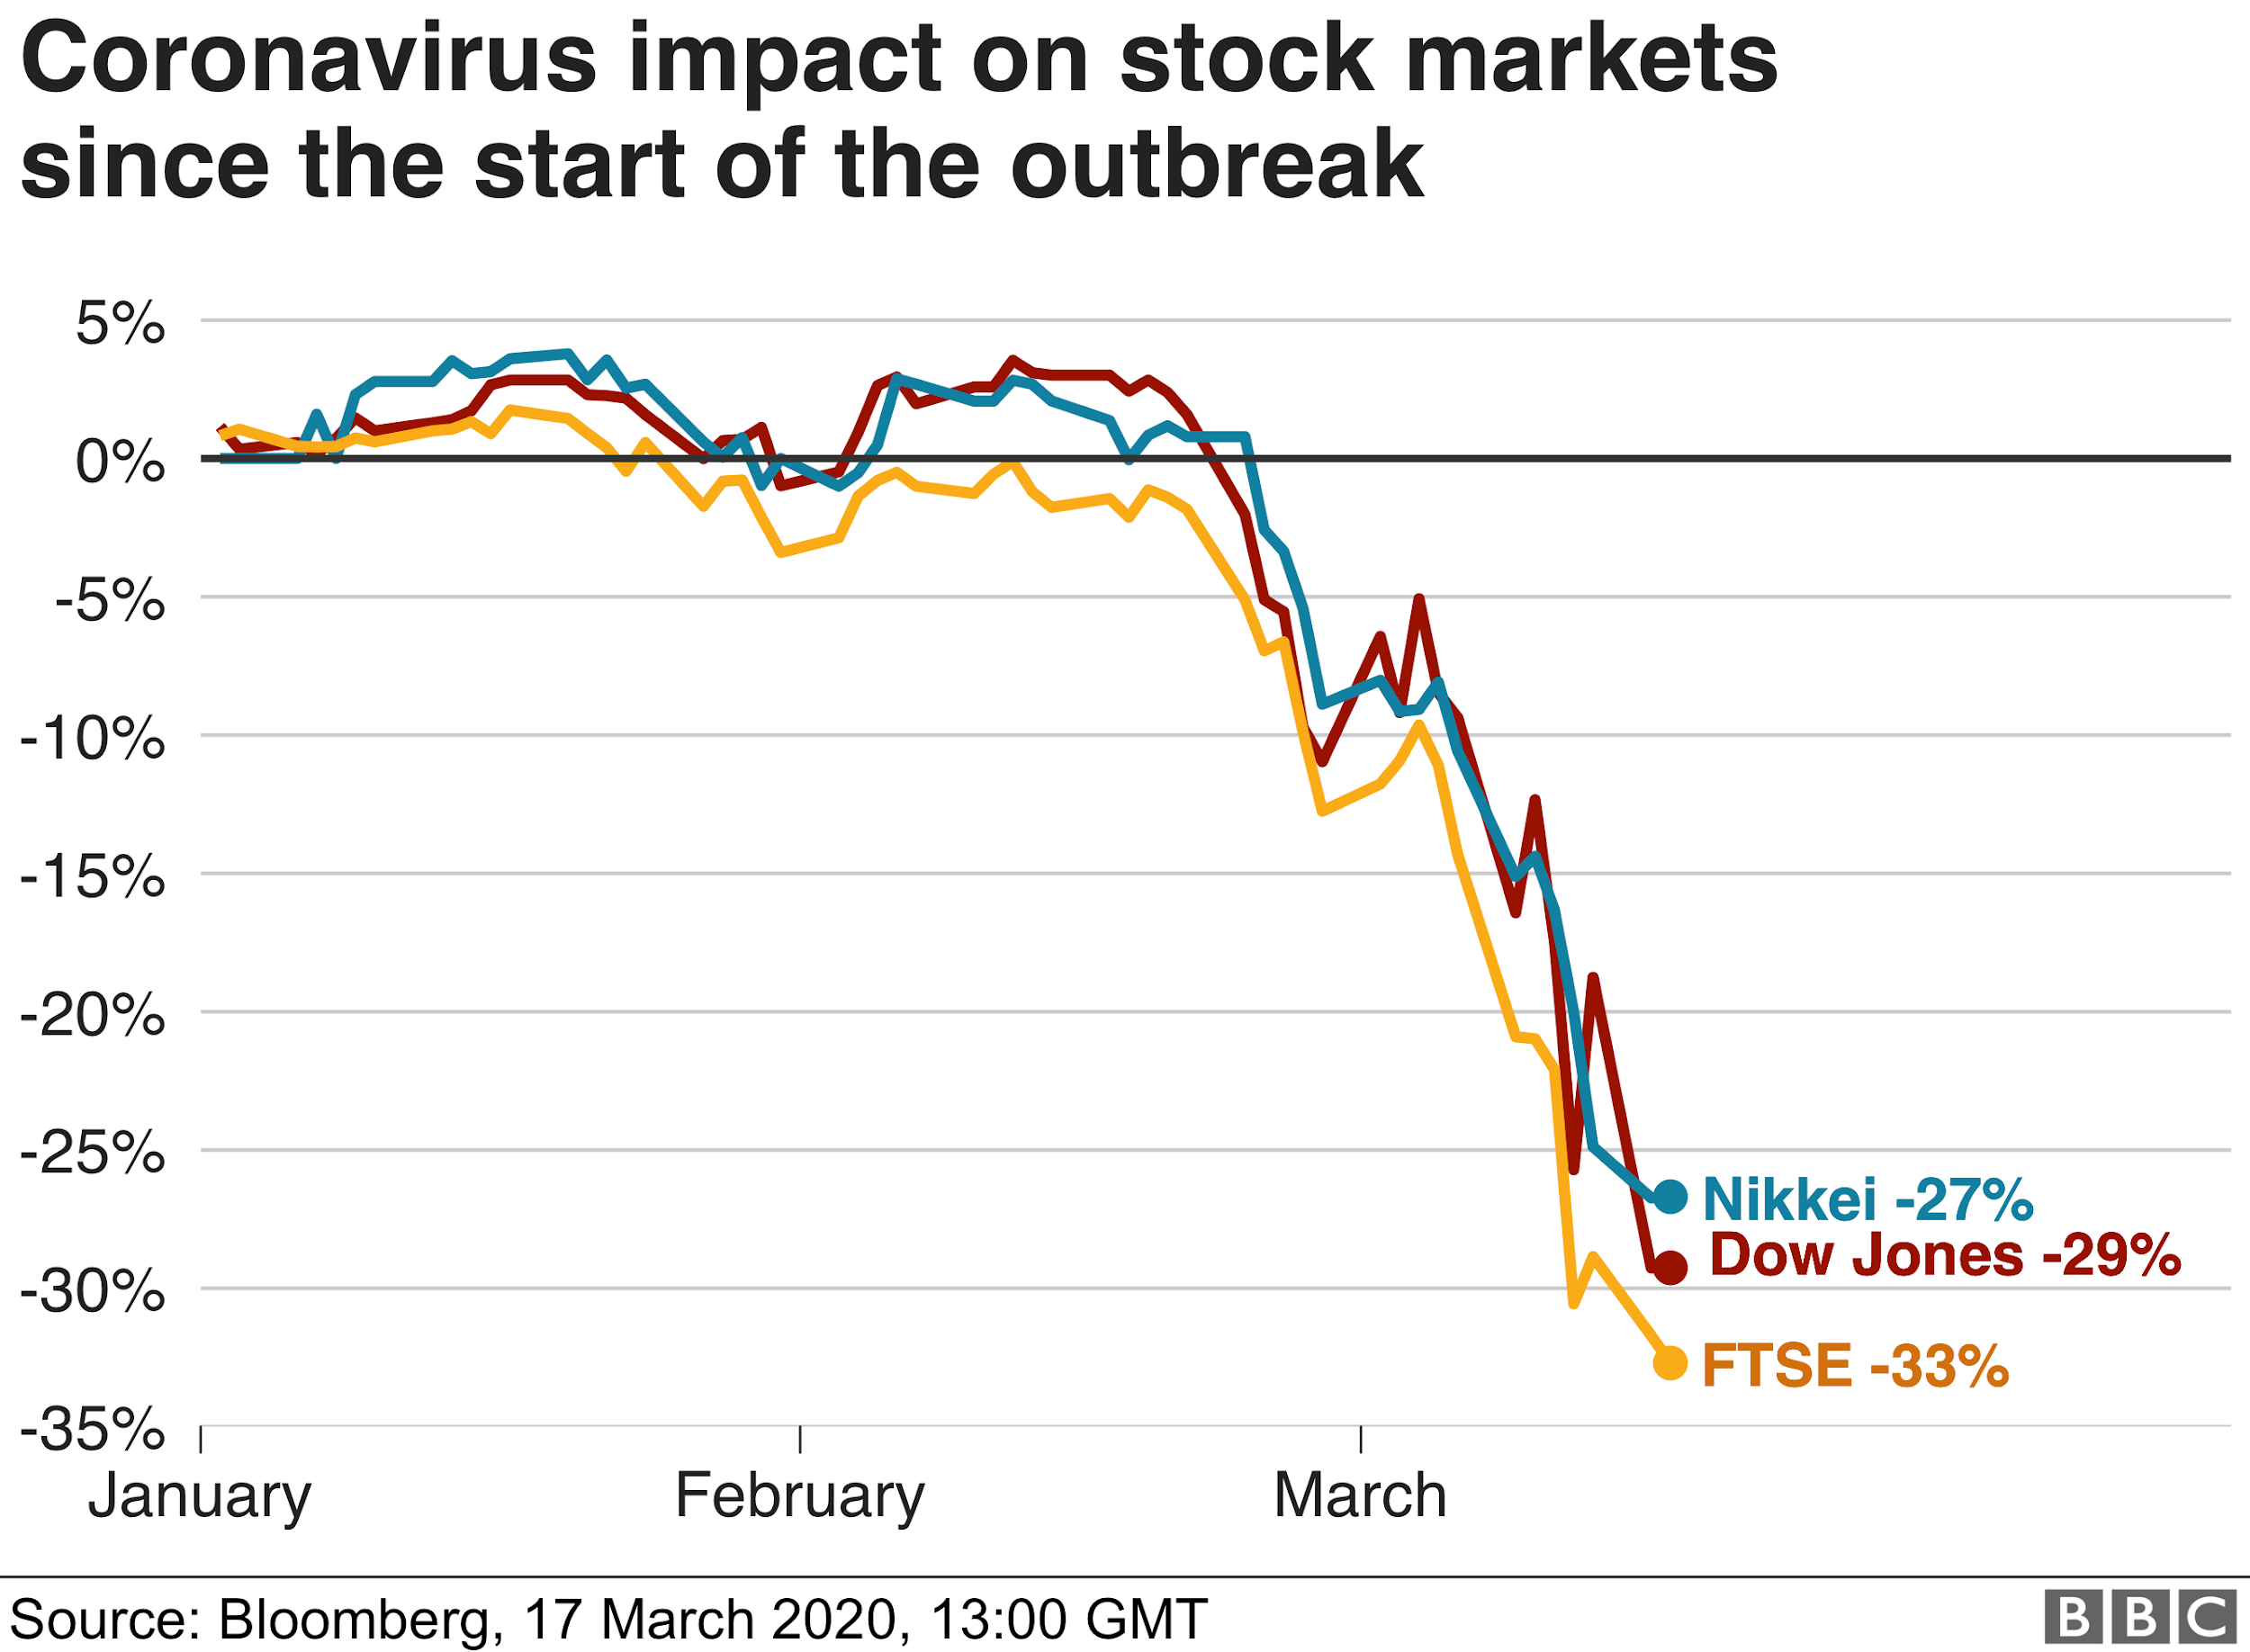 Coronavirus impact on stock markets
since the start of the outbreak
5%
0%
-5%
-10%
-15%
-20%
-25%
-30%
-35%
Nikkei -27%
Dow Jones -29%
FTSE -33%
January February March
Source: Bloomberg, 17 March 2020, 13:00 GMT
BBC